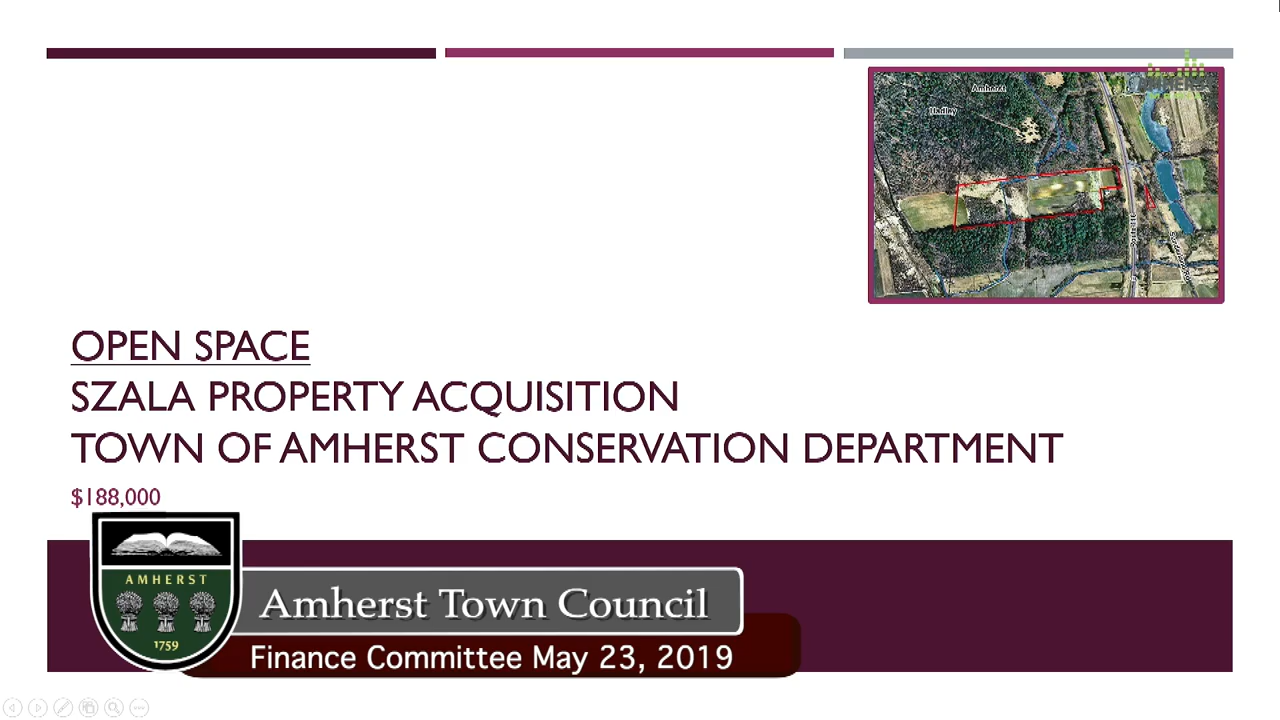 Amherst
Hadley
OPEN SPACE
SZALA PROPERTY ACQUISITION
TOWN OF AMHERST CONSERVATION DEPARTMENT
$188,000
AMHERST
1759
Amherst Town Council
Finance Committee May 23, 2019